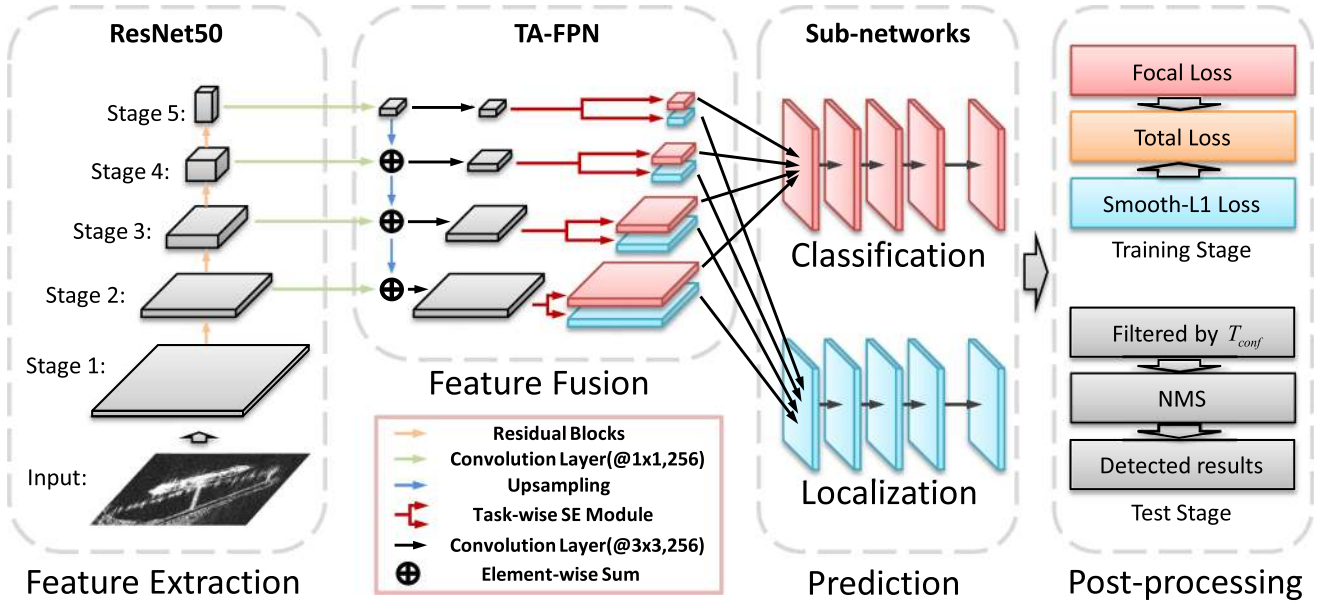 ResNet50
Stage 5:
Stage 4:
Stage 3:
Stage 2:
Stage 1:
Input:
Feature Extraction
TA-FPN
Feature Fusion
Residual Blocks
Convolution Layer(@1x1,256)
Upsampling
Task-wise SE Module
Convolution Layer(@3x3,256)
Element-wise Sum
Sub-networks
Classification
Localization
Prediction
Focal Loss
Total Loss
Smooth-L1 Loss
Training Stage
Filtered by T_conf
NMS
Detected results
Test Stage
Post-processing